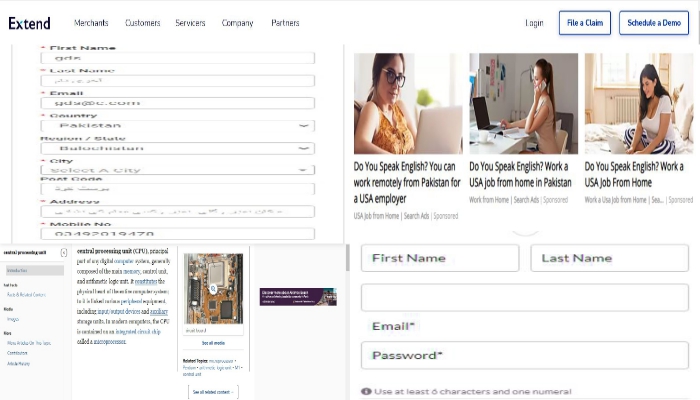 Extend
Merchants Customers Servicers Company Partners
Login File a Claim Schedule a Demo
* First Name
gds
* Last Name
* Email
gds@c.com
* Country
Pakistan
Region / State
Baluchistan
* City
Select A City
Post Code
* Address
* Mobile No
03492019470
Do You Speak English? You can
work remotely from Pakistan for
a USA employer
USA Job from Home | Search Ads | Sponsored
Do You Speak English? Work a
USA job from home in Pakistan
Work from Home | Search Ads | Sponsored
Do You Speak English? Work a
USA Job From Home
Work a Usa Job from Home | Sea... | Sponsored
central processing unit
Introduction
Media
Images
More
More Articles On This Topic
Contributors
Article History
central processing unit (CPU), principal
part of any digital computer system, generally
composed of the main memory, control unit,
and arithmetic-logic unit. It constitutes the
physical heart of the entire computer system;
to it is linked various peripheral equipment,
including input/output devices and auxiliary
storage units. In modern computers, the CPU
is contained on an integrated circuit chip
called a microprocessor.
See all media
Related Topics: microprocessor •
control unit
See all related content →
First Name Last Name
Email*
Password*
Use at least 6 characters and one numeral